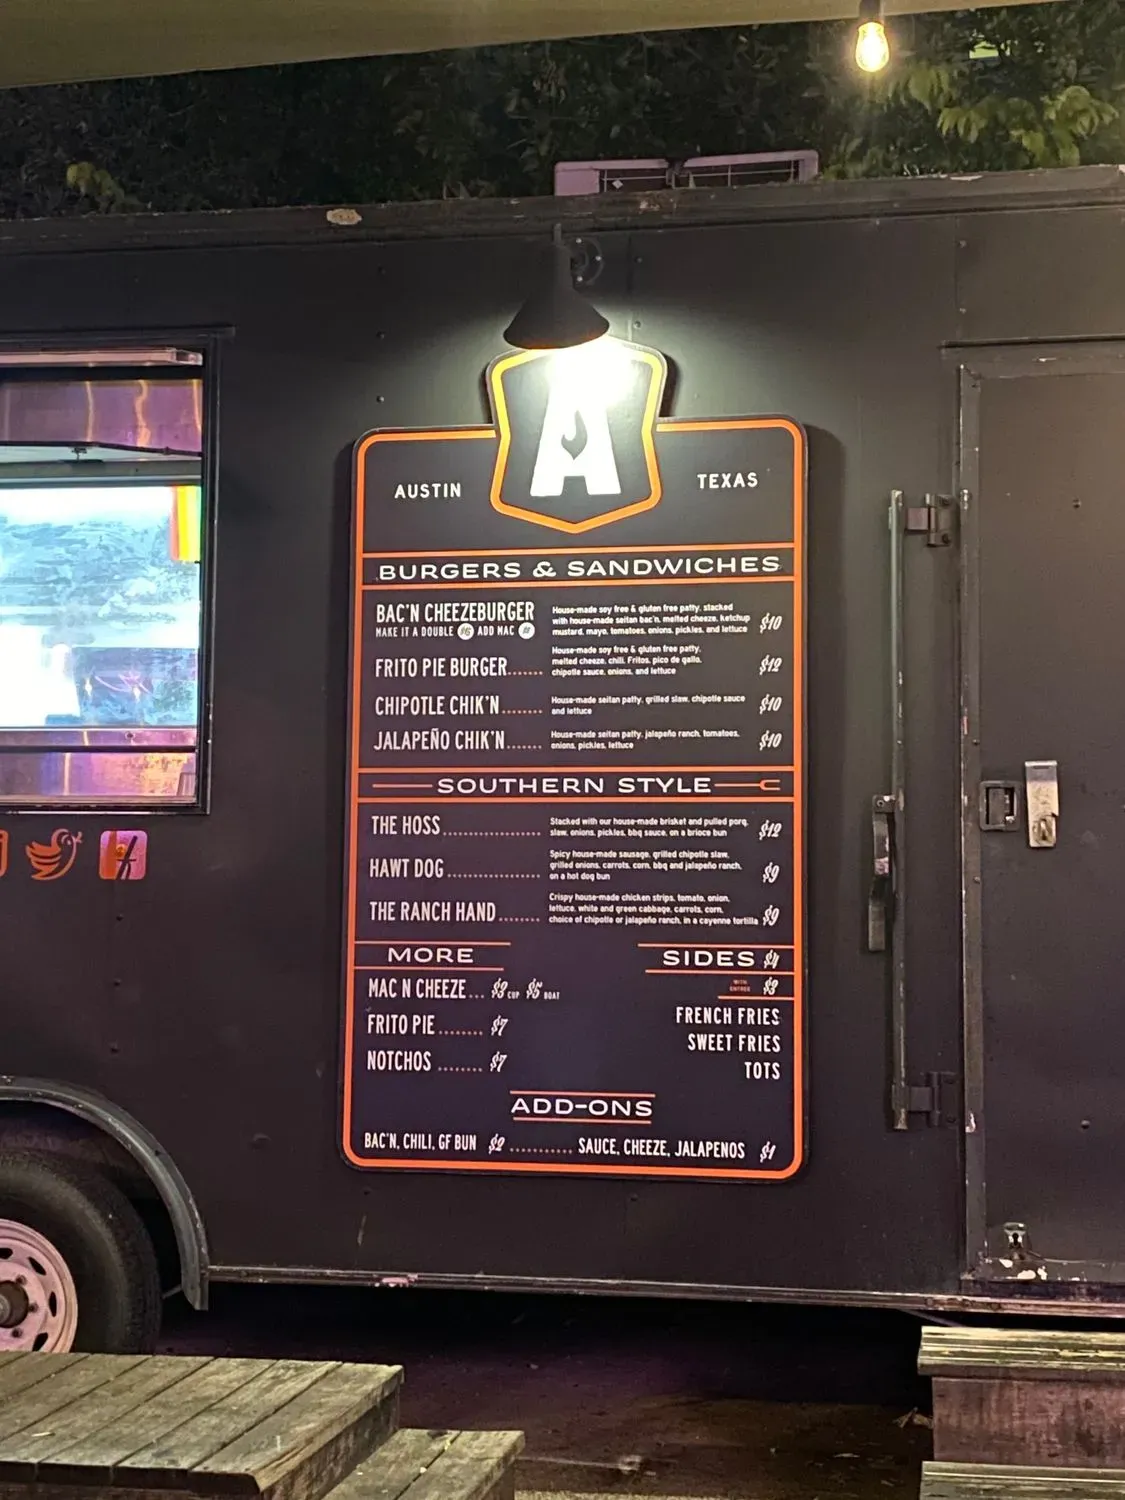 A
AUSTIN TEXAS
BURGERS & SANDWICHES
BAC'N CHEEZEBURGER
MAKE IT A DOUBLE $6 ADD MAC
House-made soy free & gluten free patty, stacked
with house-made seitan bac'n, melted cheeze, ketchup
mustard, mayo, tomatoes, onions, pickles, and lettuce
$10
FRITO PIE BURGER.......
House-made soy free & gluten free patty,
melted cheeze, chili, Fritos, pico de gallo,
chipotle sauce, onions, and lettuce
$12
CHIPOTLE CHIK'N........
House-made seitan patty, grilled slaw, chipotle sauce
and lettuce
$10
JALAPEÑO CHIK'N.......
House-made seitan patty, jalapeño ranch, tomatoes,
onions, pickles, lettuce
$10
SOUTHERN STYLE
THE HOSS...................
Stacked with our house-made brisket and pulled porq,
slaw, onions, pickles, bbq sauce, on a brioce bun
$12
HAWT DOG..................
Spicy house-made sausage, grilled chipotle slaw,
grilled onions, carrots, corn, bbq and jalapeño ranch,
on a hot dog bun
$9
THE RANCH HAND........
Crispy house-made chicken strips, tomato, onion,
lettuce, white and green cabbage, carrots, corn,
choice of chipotle or jalapeño ranch, in a cayenne tortilla
$9
MORE
MAC N CHEEZE... $3 CUP $5 BOAT
FRITO PIE........ $7
NOTCHOS ........ $7
SIDES $4
WITH
ENTREE
$3
FRENCH FRIES
SWEET FRIES
TOTS
ADD-ONS
BAC'N, CHILI, GF BUN $2 ........... SAUCE, CHEEZE, JALAPENOS $1